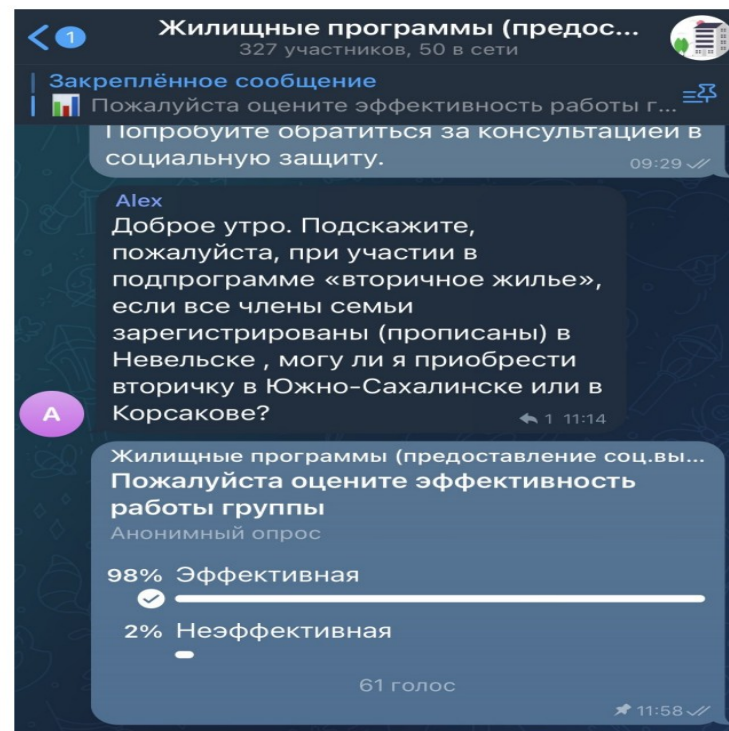 1
Жилищные программы (предос...
327 участников, 50 в сети
Закреплённое сообщение
Пожалуйста оцените эффективность работы г...
Попробуйте обратиться за консультацией в
социальную защиту.
09:29
Alex
Доброе утро. Подскажите,
пожалуйста, при участии в
подпрограмме «вторичное жилье»,
если все члены семьи
зарегистрированы (прописаны) в
Невельске , могу ли я приобрести
вторичку в Южно-Сахалинске или в
Корсакове?
1 11:14
А
Жилищные программы (предоставление соц.вы...
Пожалуйста оцените эффективность
работы группы
Анонимный опрос
98% Эффективная
2% Неэффективная
61 голос
11:58